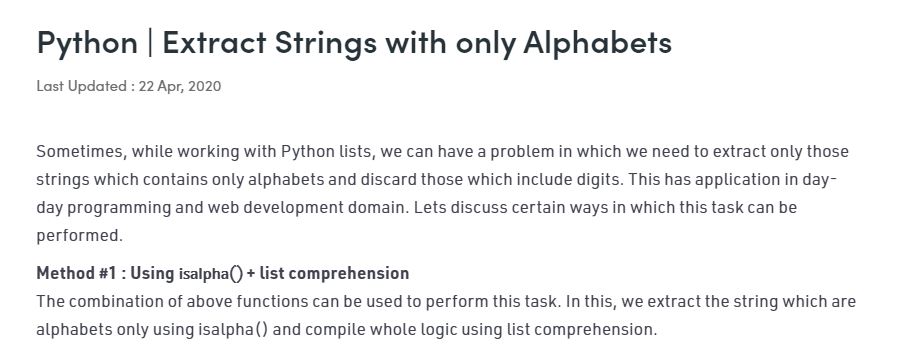 Python | Extract Strings with only Alphabets
Last Updated : 22 Apr, 2020
Sometimes, while working with Python lists, we can have a problem in which we need to extract only those
strings which contains only alphabets and discard those which include digits. This has application in day-
day programming and web development domain. Lets discuss certain ways in which this task can be
performed.
Method #1 : Using isalpha() + list comprehension
The combination of above functions can be used to perform this task. In this, we extract the string which are
alphabets only using isalpha() and compile whole logic using list comprehension.